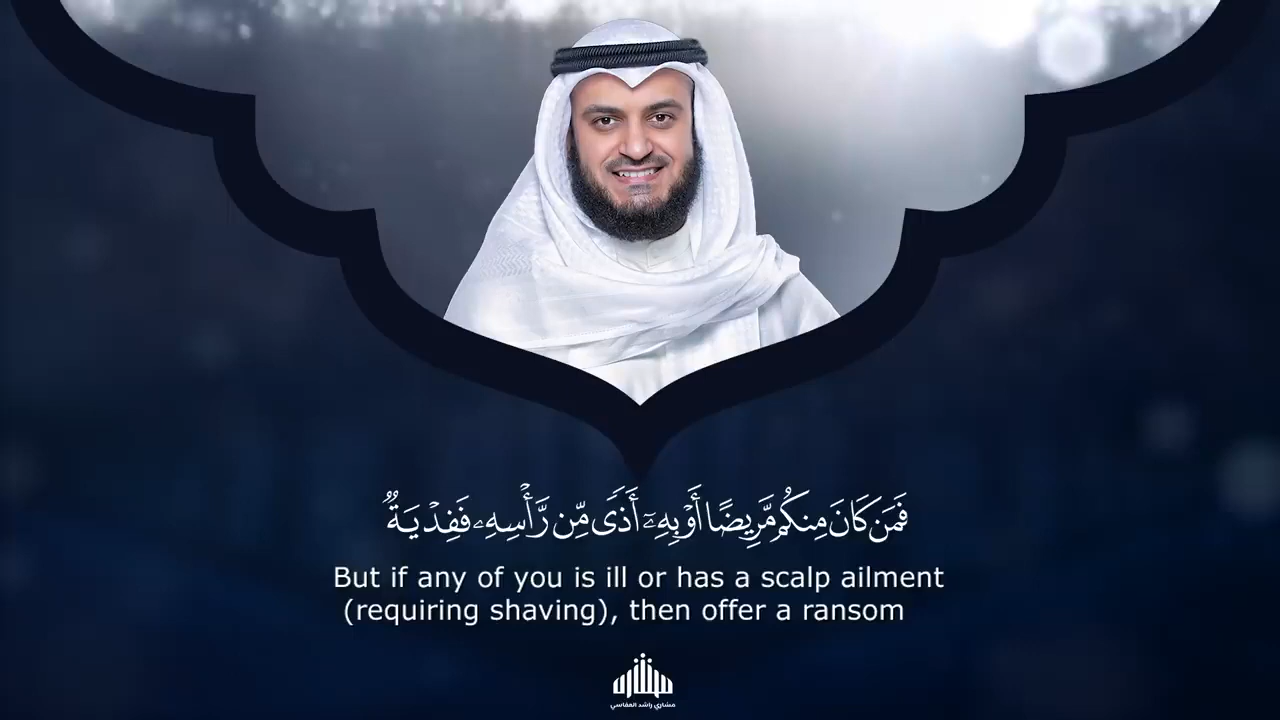 فَمَن كَانَ مِنكُم مَّرِيضًا أَوْ بِهِۦٓ أَذًى مِّن رَّأْسِهِۦ فَفِدْيَةٌ
But if any of you is ill or has a scalp ailment
(requiring shaving), then offer a ransom
مشاري راشد العفاسي